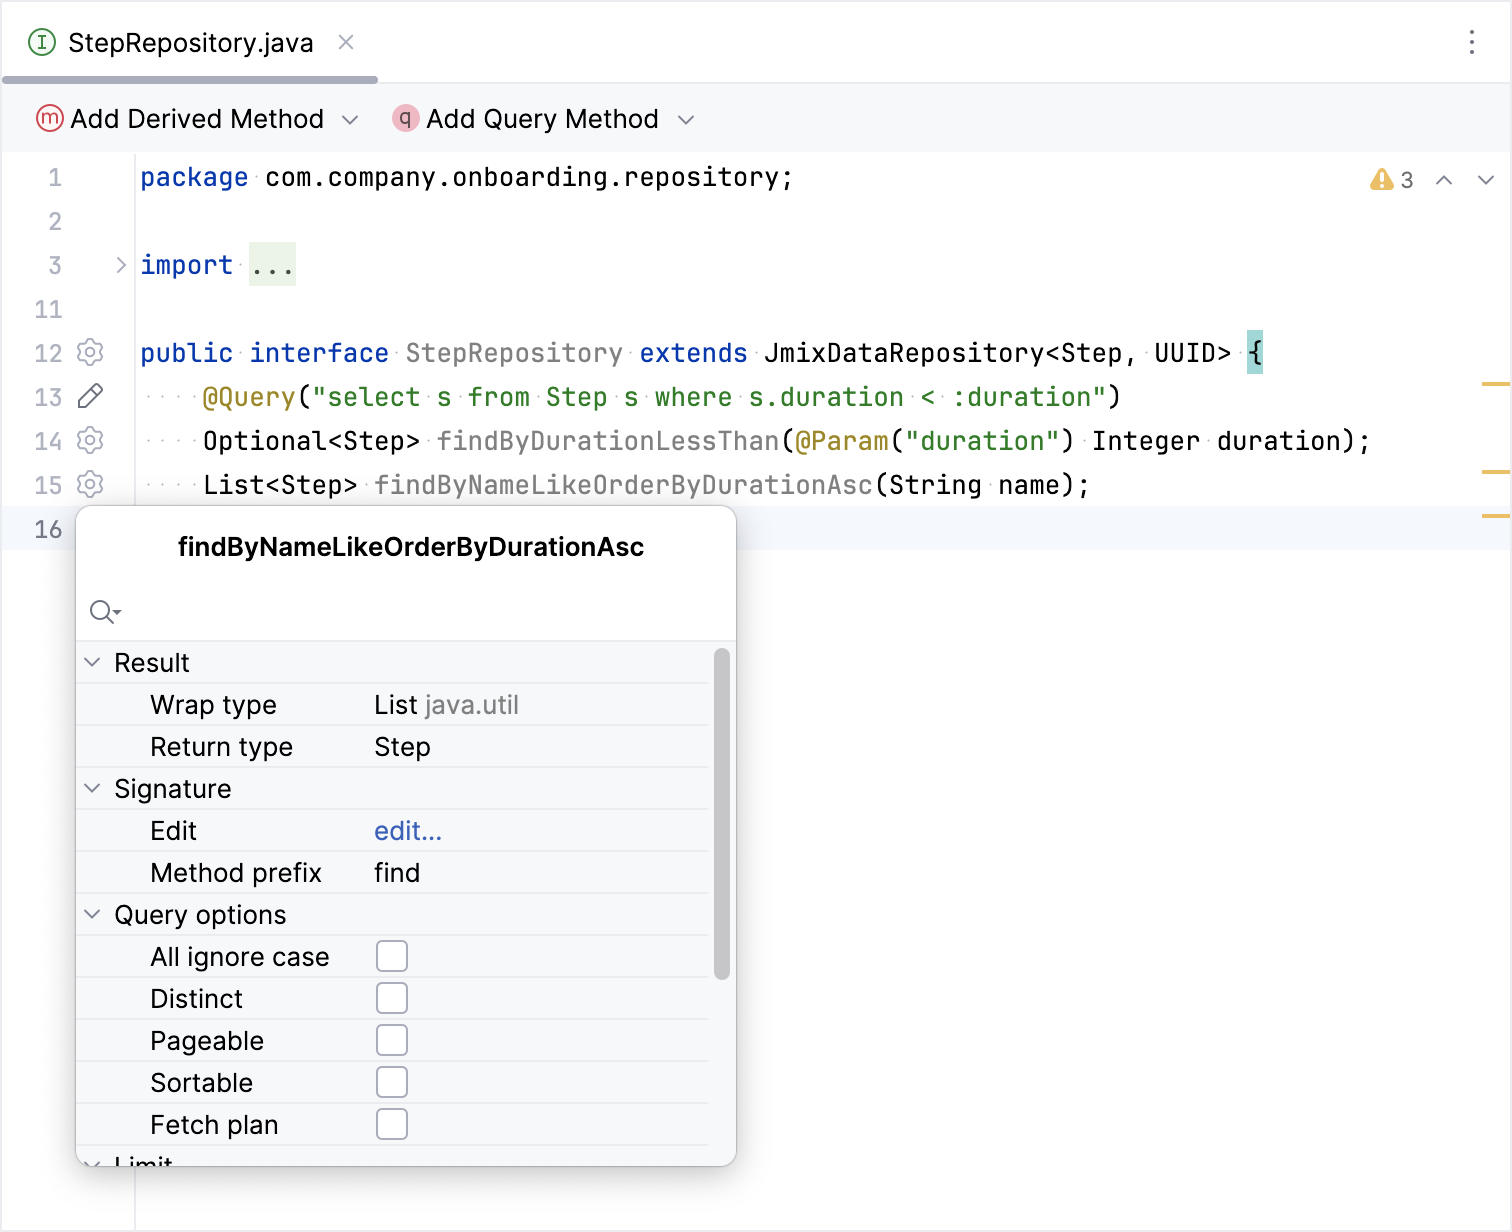 StepRepository.java
Add Derived Method Add Query Method
1 package com.company.onboarding.repository; 3
2
3 import ...
11
12 public interface StepRepository extends JmixDataRepository<Step, UUID> {
13 @Query("select s from Step s where s.duration < :duration")
14 Optional<Step> findByDurationLessThan(@Param("duration") Integer duration);
15 List<Step> findByNameLikeOrderByDurationAsc(String name);
16
findByNameLikeOrderByDurationAsc
Result
Wrap type List java.util
Return type Step
Signature
Edit edit...
Method prefix find
Query options
All ignore case
Distinct
Pageable
Sortable
Fetch plan
Limit